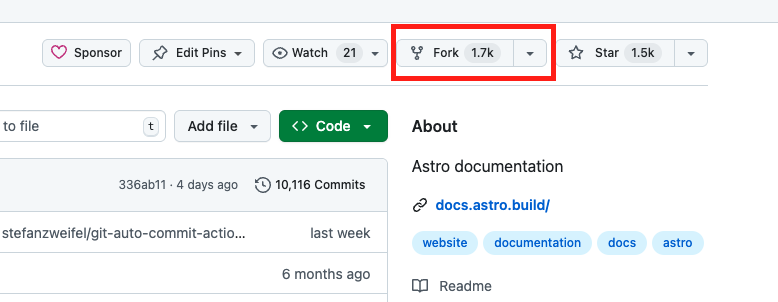 Sponsor Edit Pins Watch 21 Fork 1.7k Star 1.5k
to file t Add file Code
About
Astro documentation
336ab11 · 4 days ago 10,116 Commits
docs.astro.build/
stefanzweifel/git-auto-commit-actio... last week
website documentation docs astro
6 months ago
Readme